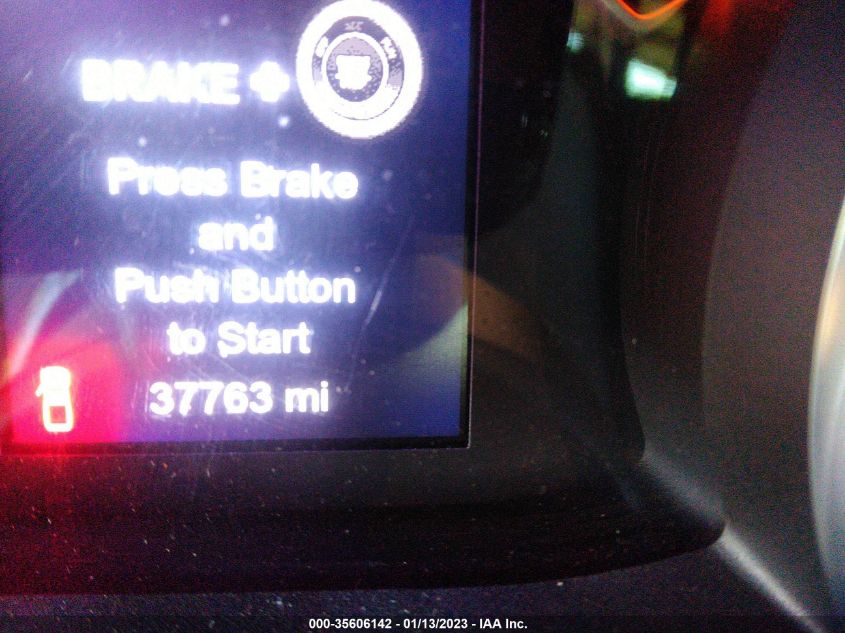 BRAKE +
Press Brake
and
Push Button
to Start
37763 mi
000-35606142 - 01/13/2023 - IAA Inc.